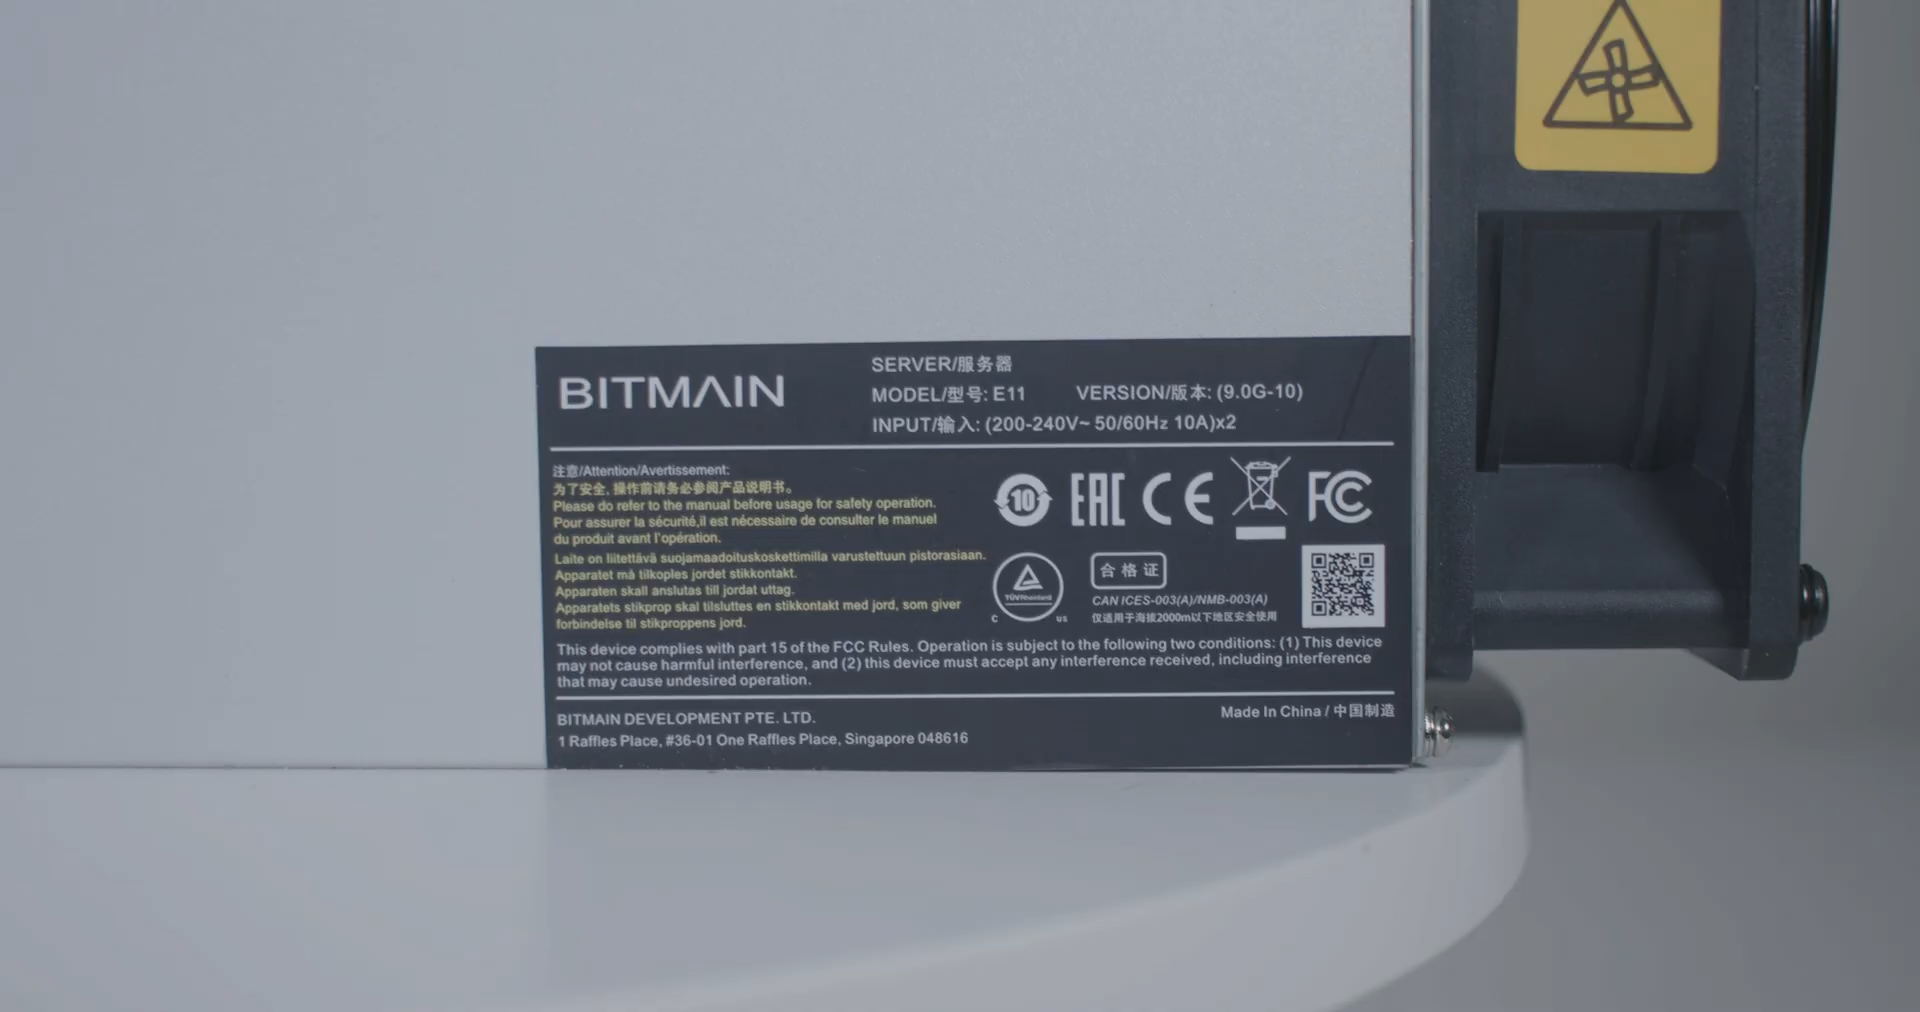 BITMAIN
SERVER/服务器
MODEL/型号: E11 VERSION/版本: (9.0G-10)
INPUT/输入: (200-240V~ 50/60Hz 10A)x2
注意/Attention/Avertissement:
为了安全, 操作前请务必参阅产品说明书。
Please do refer to the manual before usage for safety operation.
Pour assurer la sécurité,il est nécessaire de consulter le manuel
du produit avant l'opération.
Laite on liitettävä suojamaadoituskoskettimilla varustettuun pistorasiaan.
Apparatet må tilkoples jordet stikkontakt.
Apparaten skall anslutas till jordat uttag.
Apparatets stikprop skal tilsluttes en stikkontakt med jord, som giver
forbindelse til stikproppens jord.
10 EAC CE FC
TÜVRheinland
C US
合格证
CAN ICES-003(A)/NMB-003(A)
仅适用于海拔2000m以下地区安全使用
This device complies with part 15 of the FCC Rules. Operation is subject to the following two conditions: (1) This device
may not cause harmful interference, and (2) this device must accept any interference received, including interference
that may cause undesired operation.
BITMAIN DEVELOPMENT PTE. LTD.
1 Raffles Place, #36-01 One Raffles Place, Singapore 048616
Made In China / 中国制造